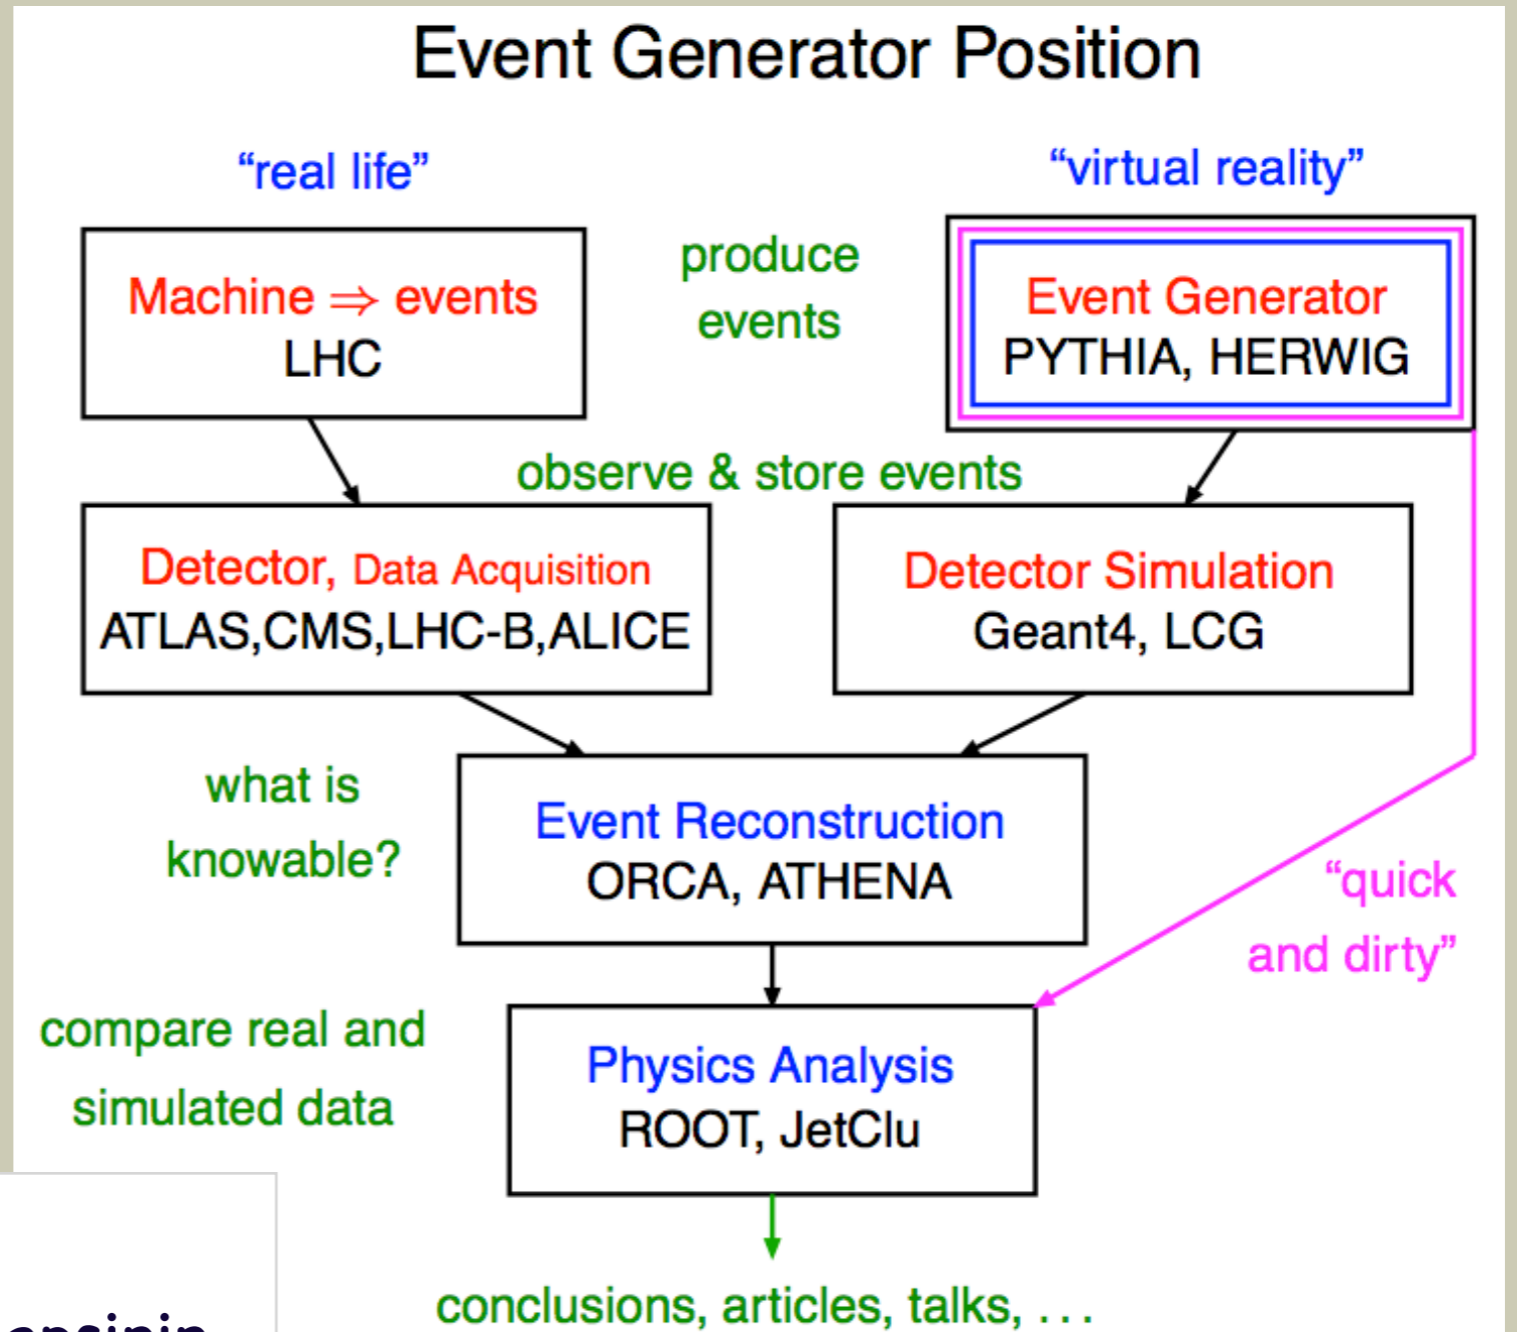 Event Generator Position
“real life”
“virtual reality”
Machine ⇒ events
LHC
produce
events
Event Generator
PYTHIA, HERWIG
observe & store events
Detector, Data Acquisition
ATLAS,CMS,LHC-B,ALICE
Detector Simulation
Geant4, LCG
what is
knowable?
Event Reconstruction
ORCA, ATHENA
“quick
and dirty”
compare real and
simulated data
Physics Analysis
ROOT, JetClu
conclusions, articles, talks, . . .